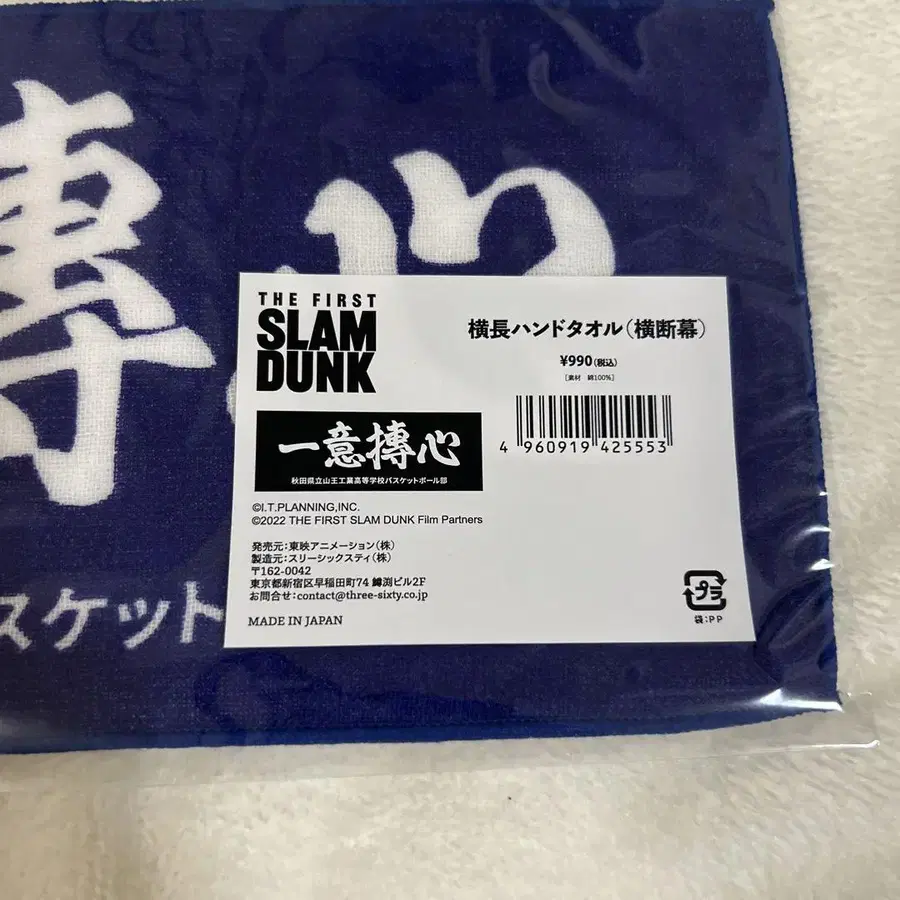 搏心
スケット
THE FIRST
SLAM
DUNK
横長ハンドタオル(横断幕)
¥990(税込)
[素材 綿100%]
4 960919 425553
一意摶心
秋田県立山王工業高等学校バスケットボール部
©I.T.PLANNING,INC.
©2022 THE FIRST SLAM DUNK Film Partners
発売元:東映アニメーション(株)
製造元:スリーシックスティ(株)
〒162-0042
東京都新宿区早稲田町74 鱒渕ビル2F
お問合せ:contact@three-sixty.co.jp
MADE IN JAPAN
プラ
袋:PP